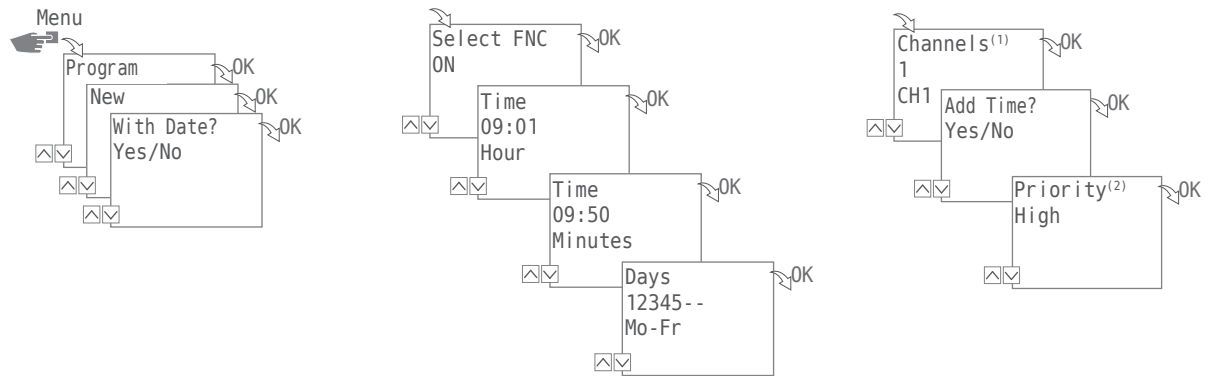 Menu
Program
OK
New
OK
With Date?
OK
Yes/No
Select FNC
OK
ON
Time
OK
09:01
Hour
Time
OK
09:50
Minutes
Days
OK
12345--
Mo-Fr
Channels(1)
OK
1
CH1
Add Time?
OK
Yes/No
Priority(2)
OK
High